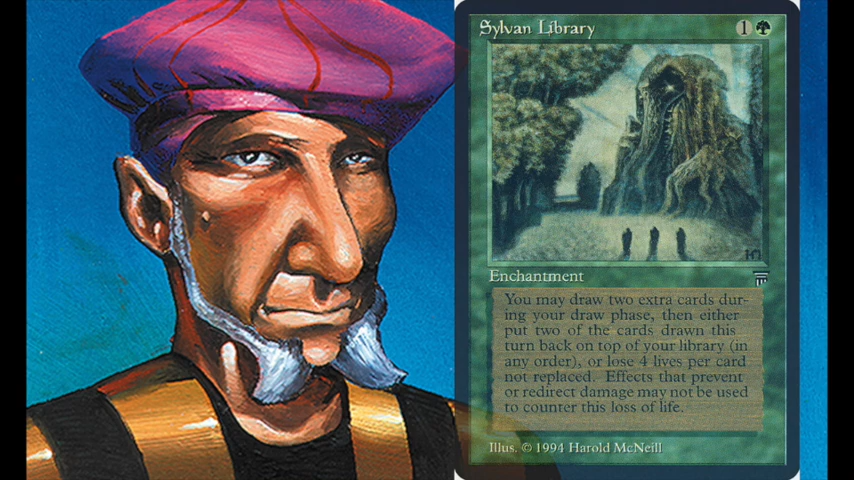 Sylvan Library 1
Enchantment
You may draw two extra cards dur-
ing your draw phase, then either
put two of the cards drawn this
turn back on top of your library (in
any order), or lose 4 lives per card
not replaced. Effects that prevent
or redirect damage may not be used
to counter this loss of life.
Illus. © 1994 Harold McNeill